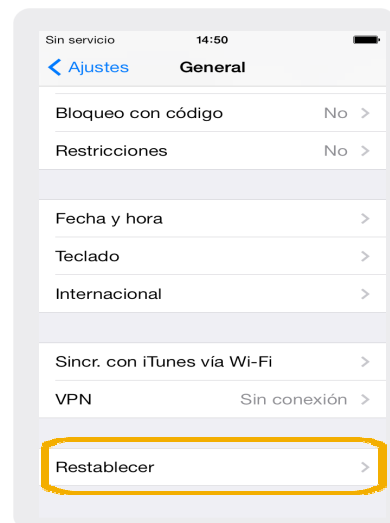 Sin servicio 14:50
Ajustes General
Bloqueo con código No
Restricciones No
Fecha y hora
Teclado
Internacional
Sincr. con iTunes vía Wi-Fi
VPN Sin conexión
Restablecer